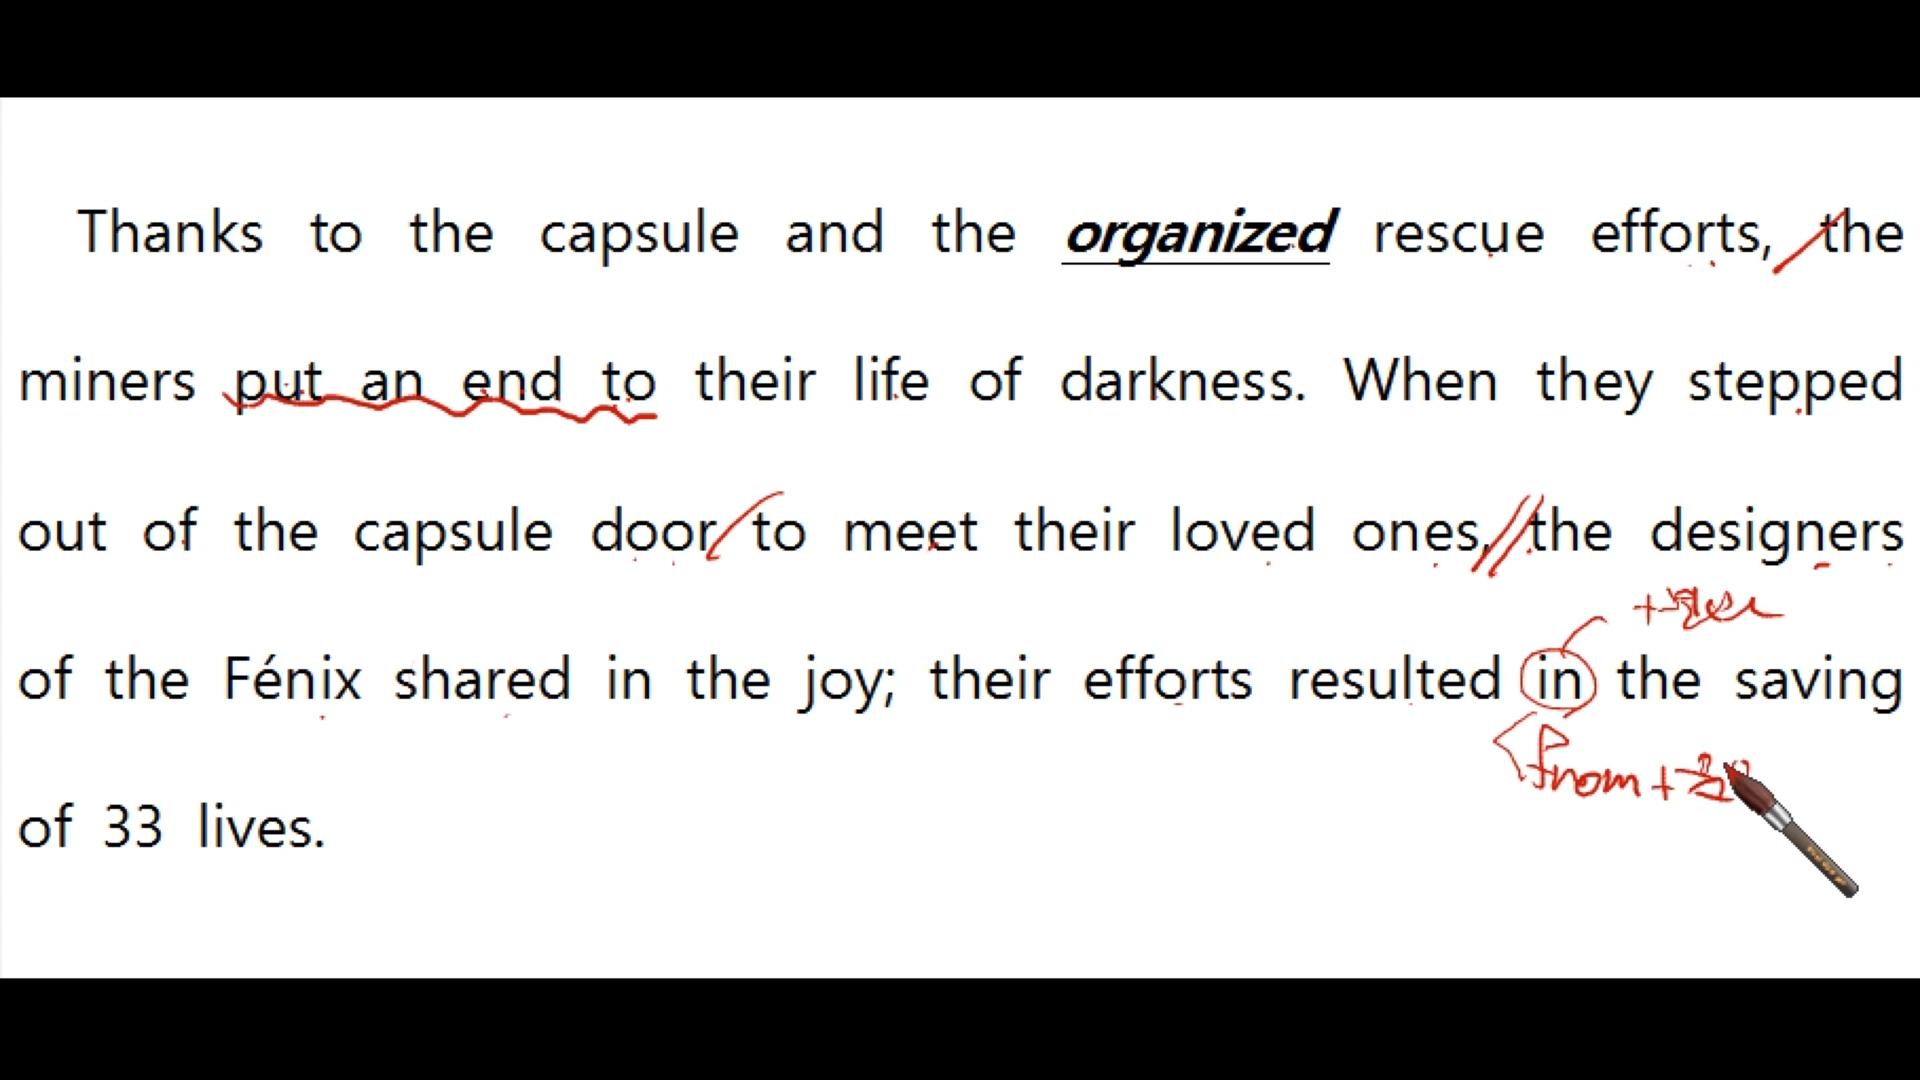 Thanks to the capsule and the organized rescue efforts, the
miners put an end to their life of darkness. When they stepped
out of the capsule door to meet their loved ones, the designers
of the Fénix shared in the joy; their efforts resulted in the saving
from +
of 33 lives.